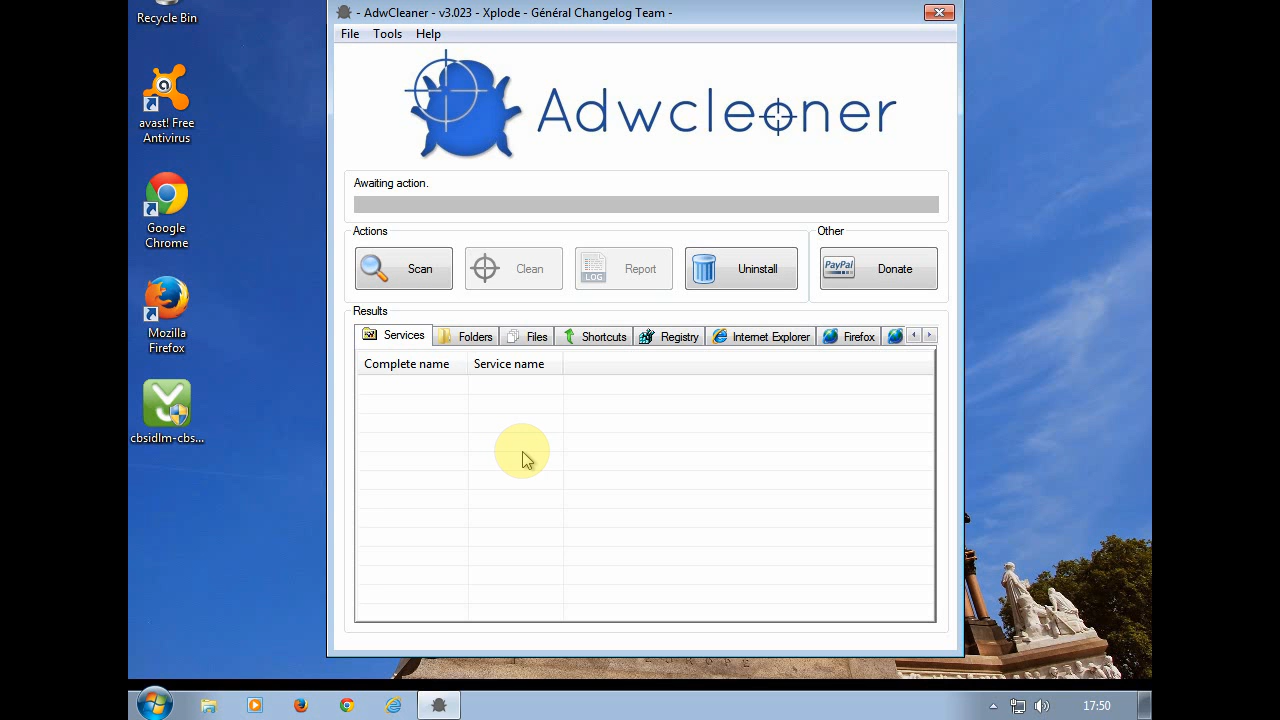 Recycle Bin
avast! Free
Antivirus
Google
Chrome
Mozilla
Firefox
cbsidlm-cbs...
- AdwCleaner - v3.023 - Xplode - Général Changelog Team -
File Tools Help
Adwcleaner
Awaiting action.
Actions
Other
Scan
Clean
LOG
Report
Uninstall
PayPal
Donate
Results
Services
Folders
Files
Shortcuts
Registry
Internet Explorer
Firefox
Complete name
Service name
17:50